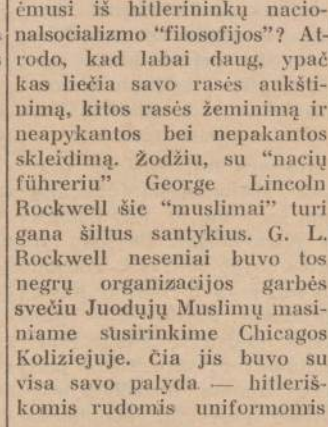 ėmusi iš hitlerininkų nacio-
nalsocializmo “filosofijos”? At-
rodo, kad labai daug, ypač
kas liečia savo rasės aukšti-
nimą, kitos rasės žeminimą ir
neapykantos bei nepakantos
skleidimą. Žodžiu, su “nacių
führeriu” George Lincoln
Rockwell šie “muslimai” turi
gana šiltus santykius. G. L.
Rockwell neseniai buvo tos
negrų organizacijos garbės
svečiu Juodųjų Muslimų masi-
niame susirinkime Chicagos
Koliziejuje. Čia jis buvo su
visa savo palyda — hitleriš-
komis rudomis uniformomis